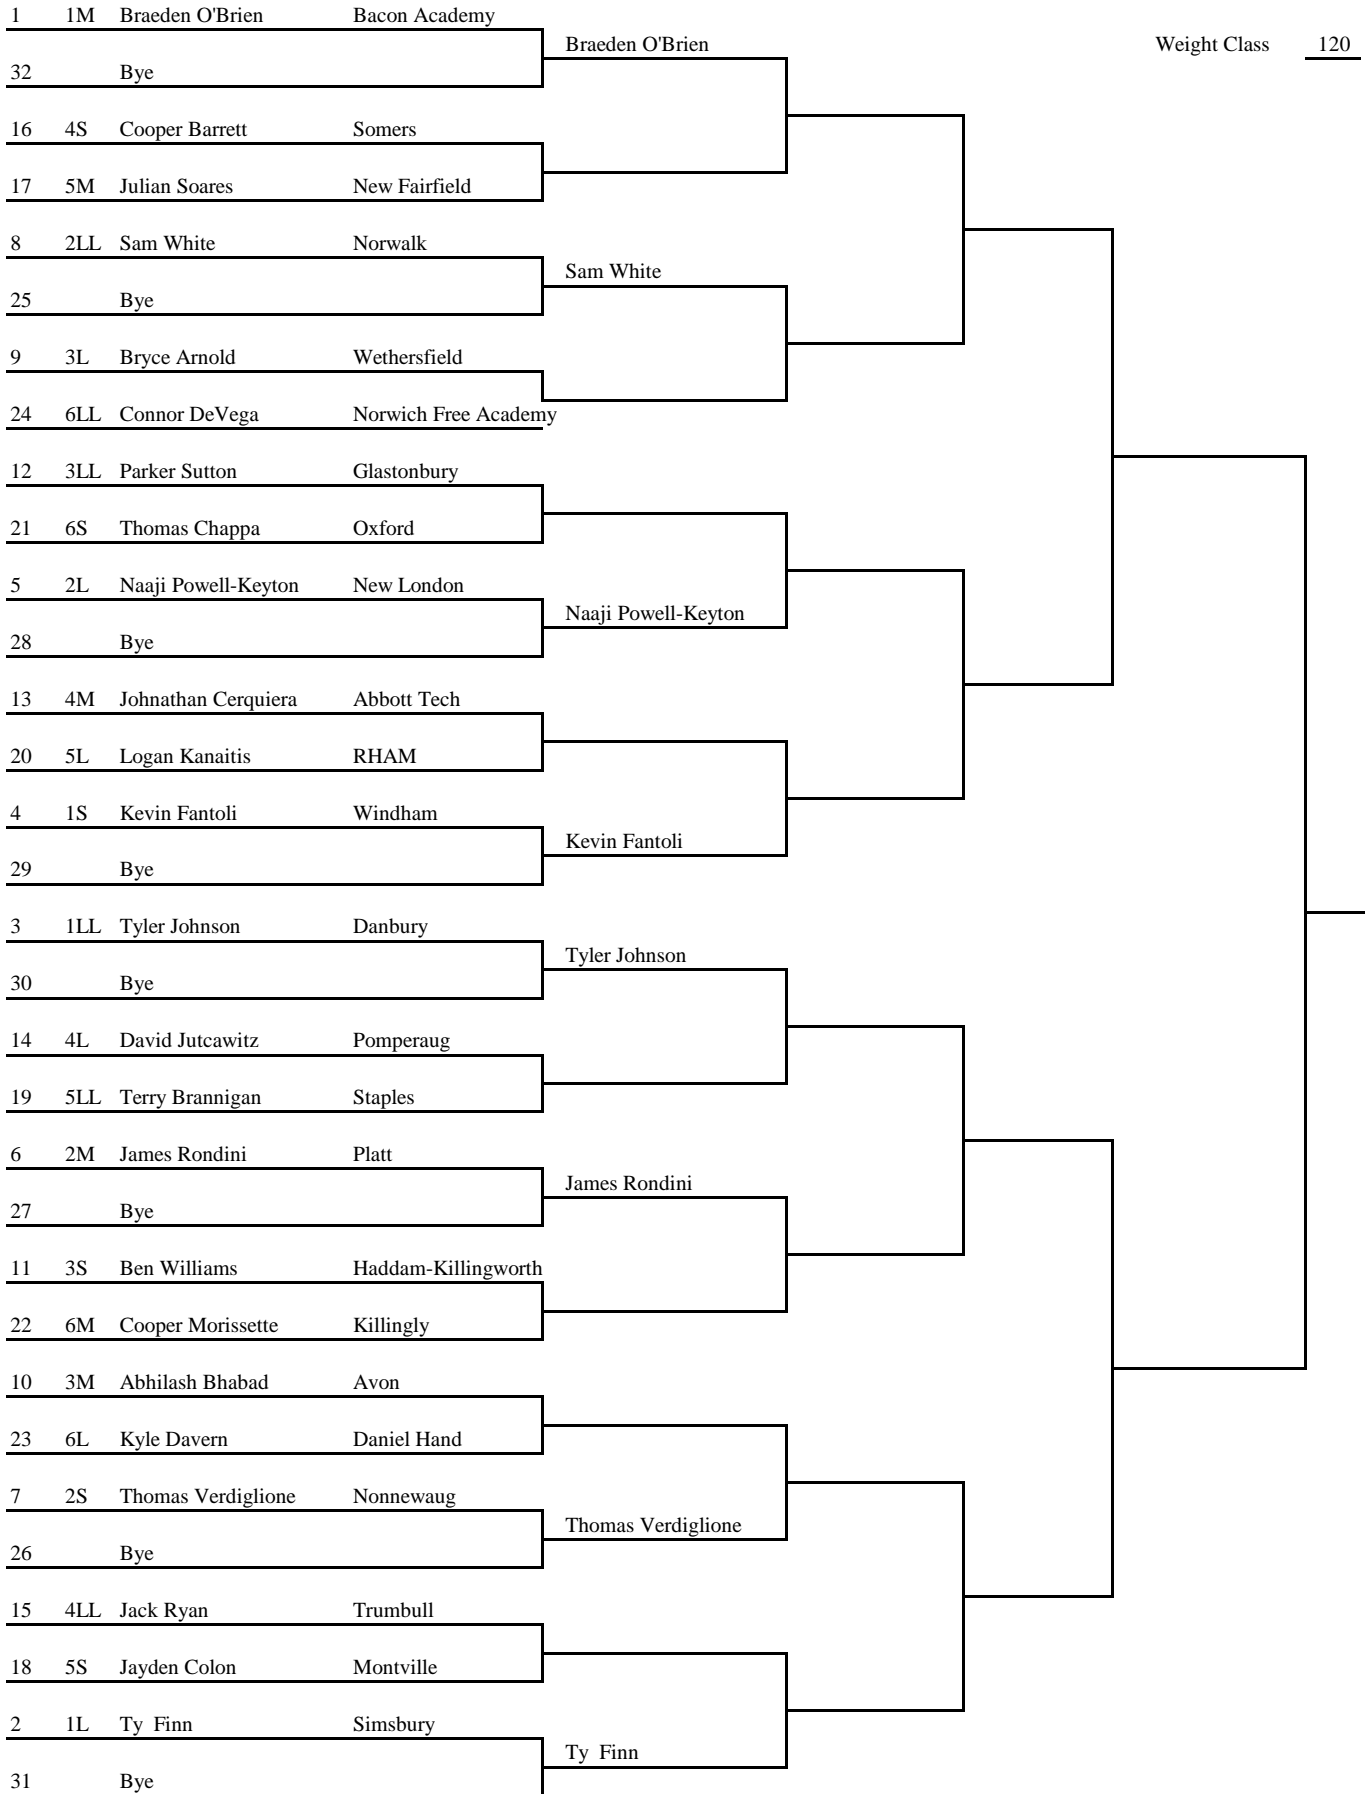 1 1M Braeden O'Brien Bacon Academy
Braeden O'Brien
Weight Class 120
32 Bye
16 4S Cooper Barrett Somers
17 5M Julian Soares New Fairfield
8 2LL Sam White Norwalk
Sam White
25 Bye
9 3L Bryce Arnold Wethersfield
24 6LL Connor DeVega Norwich Free Academy
12 3LL Parker Sutton Glastonbury
21 6S Thomas Chappa Oxford
5 2L Naaji Powell-Keyton New London
Naaji Powell-Keyton
28 Bye
13 4M Johnathan Cerquiera Abbott Tech
20 5L Logan Kanaitis RHAM
4 1S Kevin Fantoli Windham
Kevin Fantoli
29 Bye
3 1LL Tyler Johnson Danbury
Tyler Johnson
30 Bye
14 4L David Jutcawitz Pomperaug
19 5LL Terry Brannigan Staples
6 2M James Rondini Platt
James Rondini
27 Bye
11 3S Ben Williams Haddam-Killingworth
22 6M Cooper Morissette Killingly
10 3M Abhilash Bhabad Avon
23 6L Kyle Davern Daniel Hand
7 2S Thomas Verdiglione Nonnewaug
Thomas Verdiglione
26 Bye
15 4LL Jack Ryan Trumbull
18 5S Jayden Colon Montville
2 1L Ty Finn Simsbury
Ty Finn
31 Bye